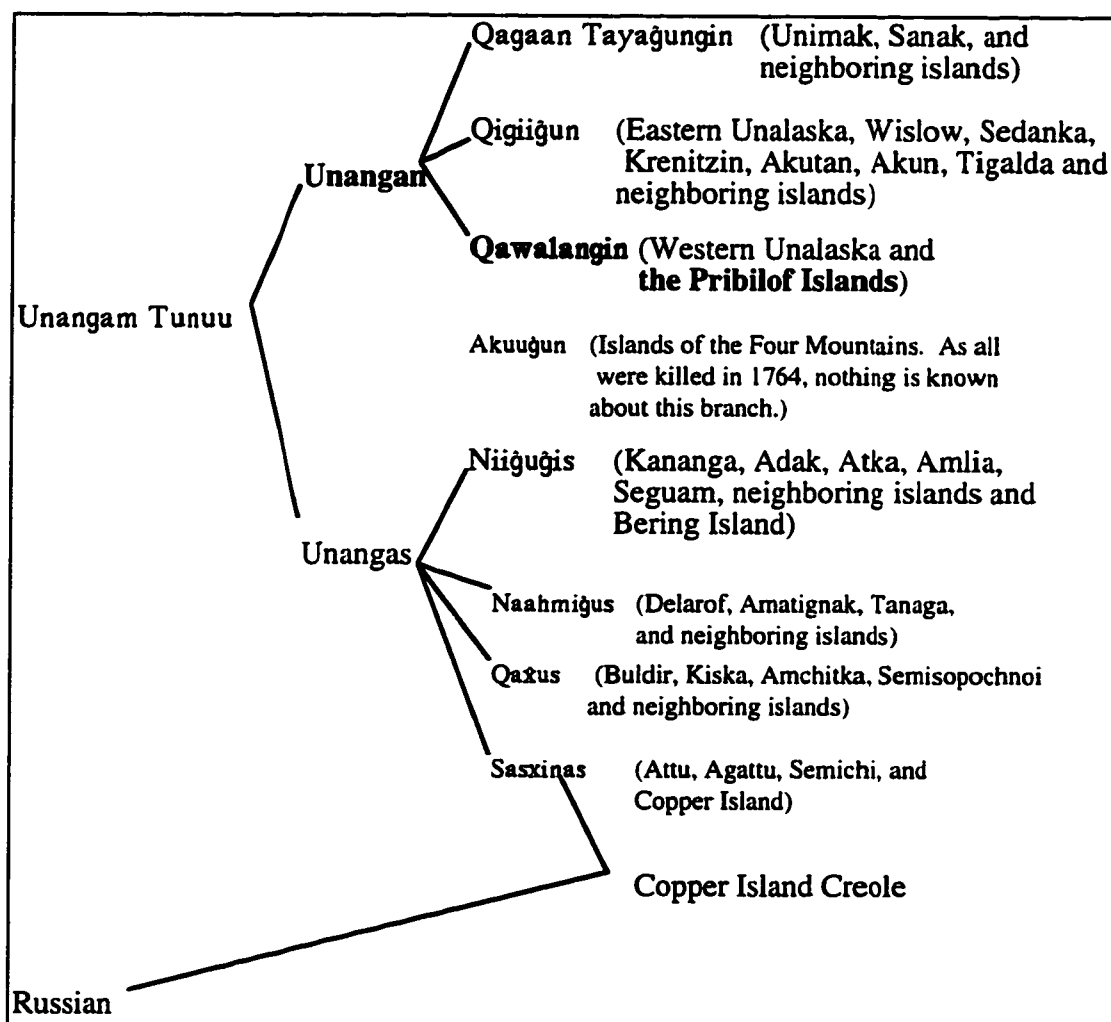 Qagaan Tayaĝungin (Unimak, Sanak, and
neighboring islands)
Qigiiĝun (Eastern Unalaska, Wislow, Sedanka,
Krenitzin, Akutan, Akun, Tigalda and
neighboring islands)
Unangan
Qawalangin (Western Unalaska and
the Pribilof Islands)
Unangam Tunuu
Akuuĝun (Islands of the Four Mountains. As all
were killed in 1764, nothing is known
about this branch.)
Niiĝuĝis (Kananga, Adak, Atka, Amlia,
Seguam, neighboring islands and
Bering Island)
Unangas
Naahmiĝus (Delarof, Amatignak, Tanaga,
and neighboring islands)
Qax̂us (Buldir, Kiska, Amchitka, Semisopochnoi
and neighboring islands)
Sasxinas (Attu, Agattu, Semichi, and
Copper Island)
Copper Island Creole
Russian